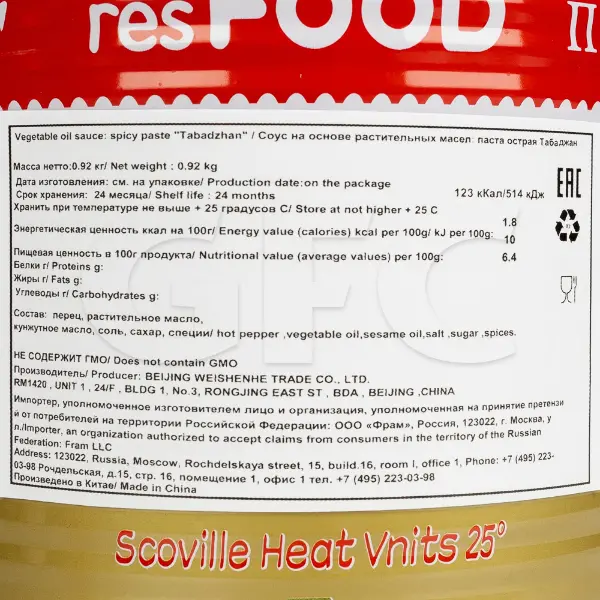 resFOOD
П
Vegetable oil sauce: spicy paste "Tabadzhan" / Соус на основе растительных масел: паста острая Табаджан
Масса нетто:0.92 кг/ Net weight : 0.92 kg
Дата изготовления: см. на упаковке/ Production date:on the package
Срок хранения: 24 месяца/ Shelf life : 24 months
123 кКал/514 кДж
EAC
Хранить при температуре не выше + 25 градусов С/ Store at not higher + 25 C
1.8
Энергетическая ценность ккал на 100г/ Energy value (calories) kcal per 100g/ kJ per 100g:
10
Пищевая ценность в 100г продукта/ Nutritional value (average values) per 100g:
6.4
Белки г/ Proteins g:
Жиры г/ Fats g:
Углеводы г/ Carbohydrates g:
GFC
Состав: перец, растительное масло,
кунжутное масло, соль, сахар, специи/ hot pepper ,vegetable oil,sesame oil,salt ,sugar ,spices.
НЕ СОДЕРЖИТ ГМО/ Does not contain GMO
Производитель/ Producer: BEIJING WEISHENHE TRADE CO., LTD.
RM1420 , UNIT 1 , 24/F , BLDG 1, No.3, RONGJING EAST ST , BDA , BEIJING ,CHINA
Импортер, уполномоченное изготовителем лицо и организация, уполномоченная на принятие претензи
й от потребителей на территории Российской Федерации: ООО «Фрам», Россия, 123022, г. Москва, у
л./Importer, an organization authorized to accept claims from consumers in the territory of the Russian
Federation: Fram LLC
Address: 123022, Russia, Moscow, Rochdelskaya street, 15, build.16, room I, office 1, Phone: +7 (495) 223-
03-98 Рочдельская, д.15, стр. 16, помещение 1, офис 1 тел. +7 (495) 223-03-98
Произведено в Китае/ Made in China
Scoville Heat Vnits 25°